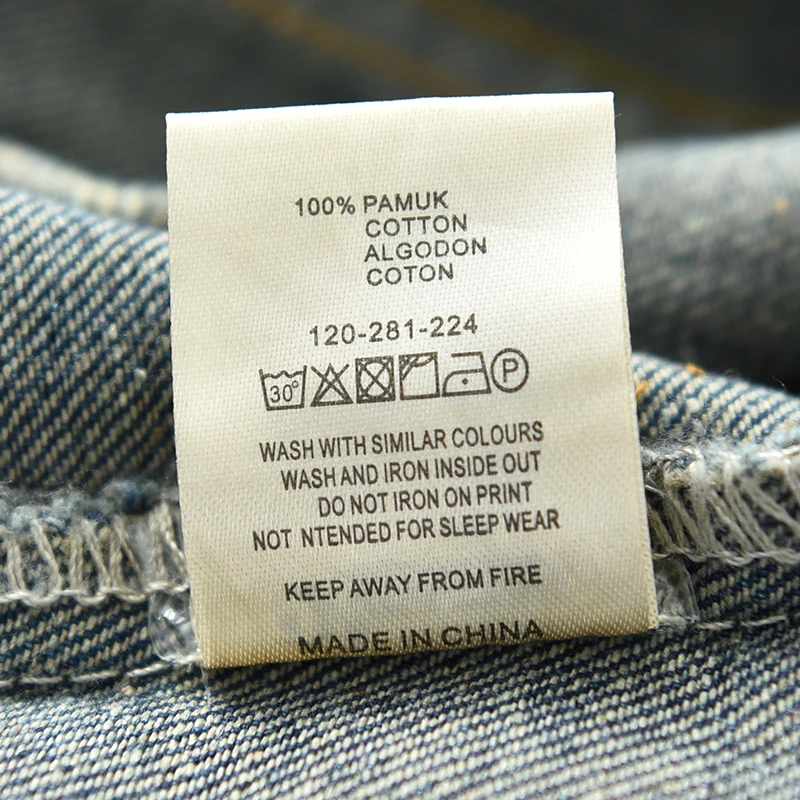 100% PAMUK
COTTON
ALGODON
COTON
120-281-224
30° P
WASH WITH SIMILAR COLOURS
WASH AND IRON INSIDE OUT
DO NOT IRON ON PRINT
NOT NTENDED FOR SLEEP WEAR
KEEP AWAY FROM FIRE
MADE IN CHINA